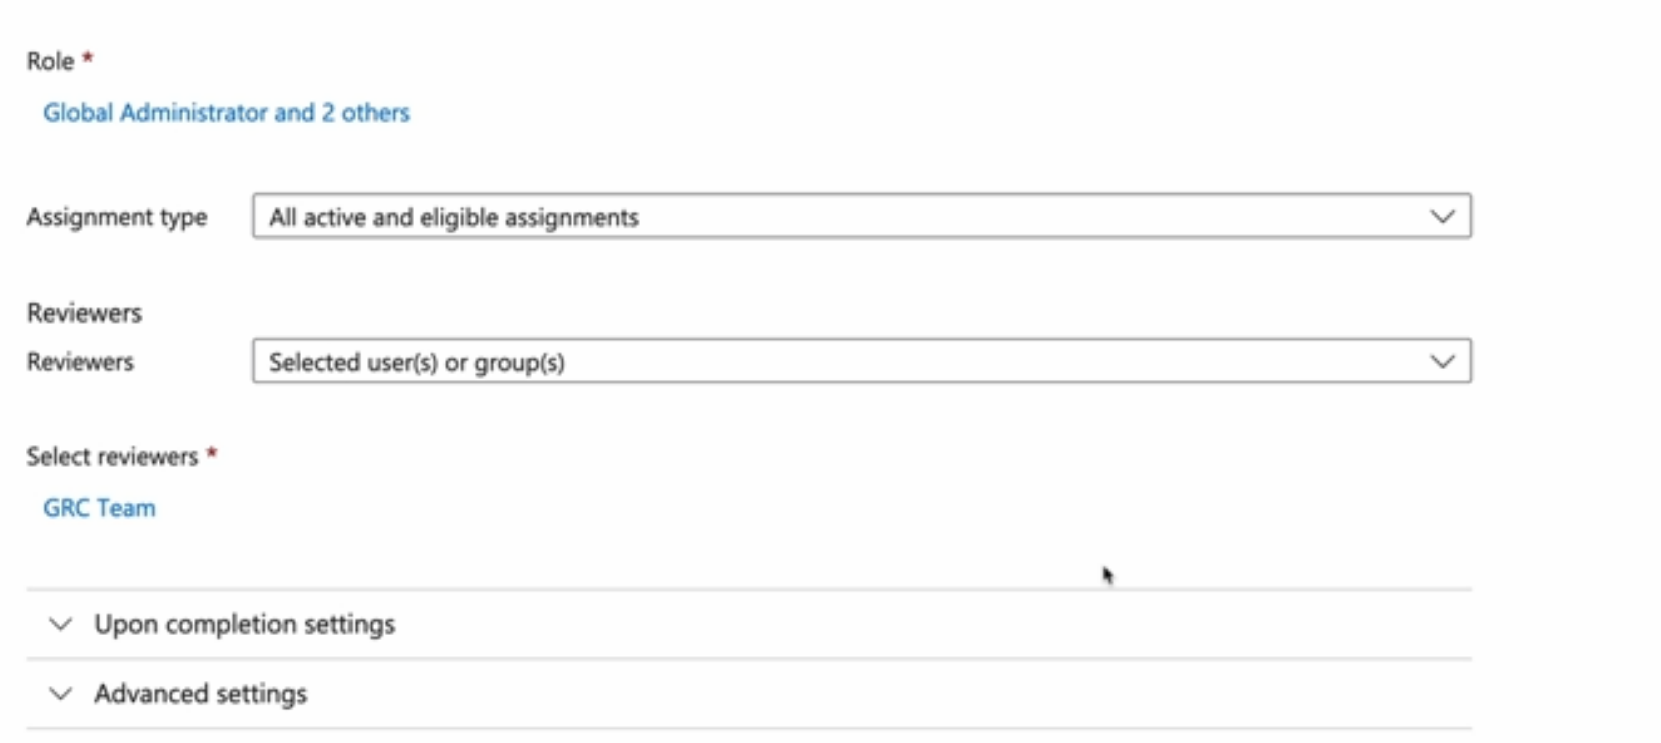 Role *
Global Administrator and 2 others
Assignment type All active and eligible assignments
Reviewers
Reviewers Selected user(s) or group(s)
Select reviewers *
GRC Team
Upon completion settings
Advanced settings